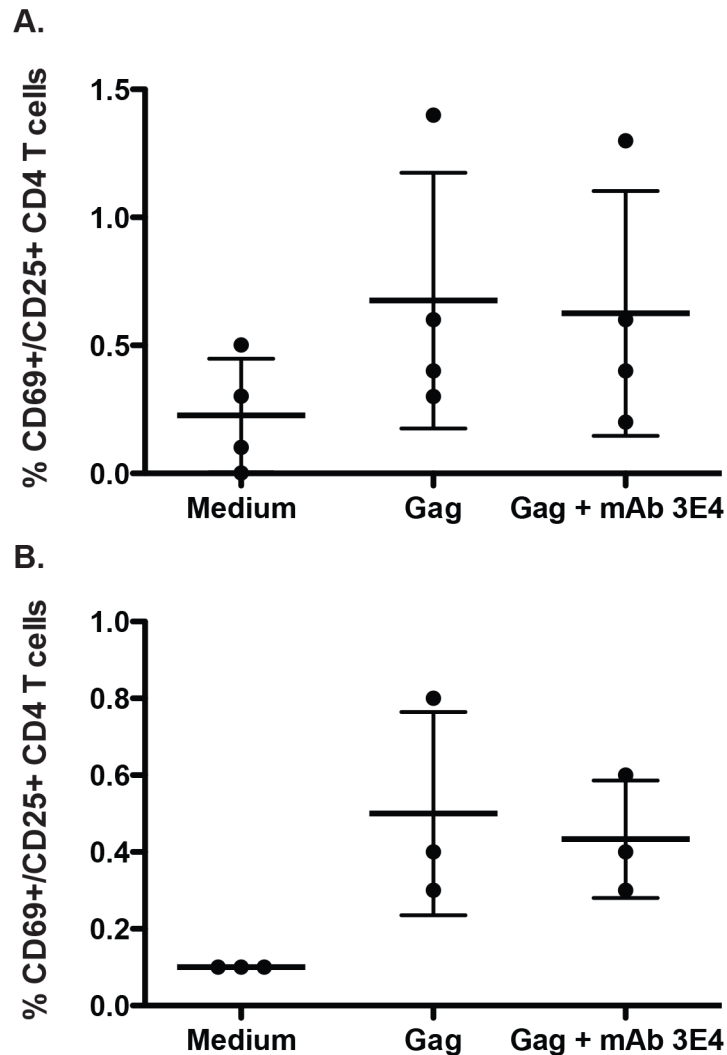 A.
% CD69+/CD25+ CD4 T cells
1.5
1.0
0.5
0.0
Medium Gag Gag + mAb 3E4
B.
% CD69+/CD25+ CD4 T cells
1.0
0.8
0.6
0.4
0.2
0.0
Medium Gag Gag + mAb 3E4